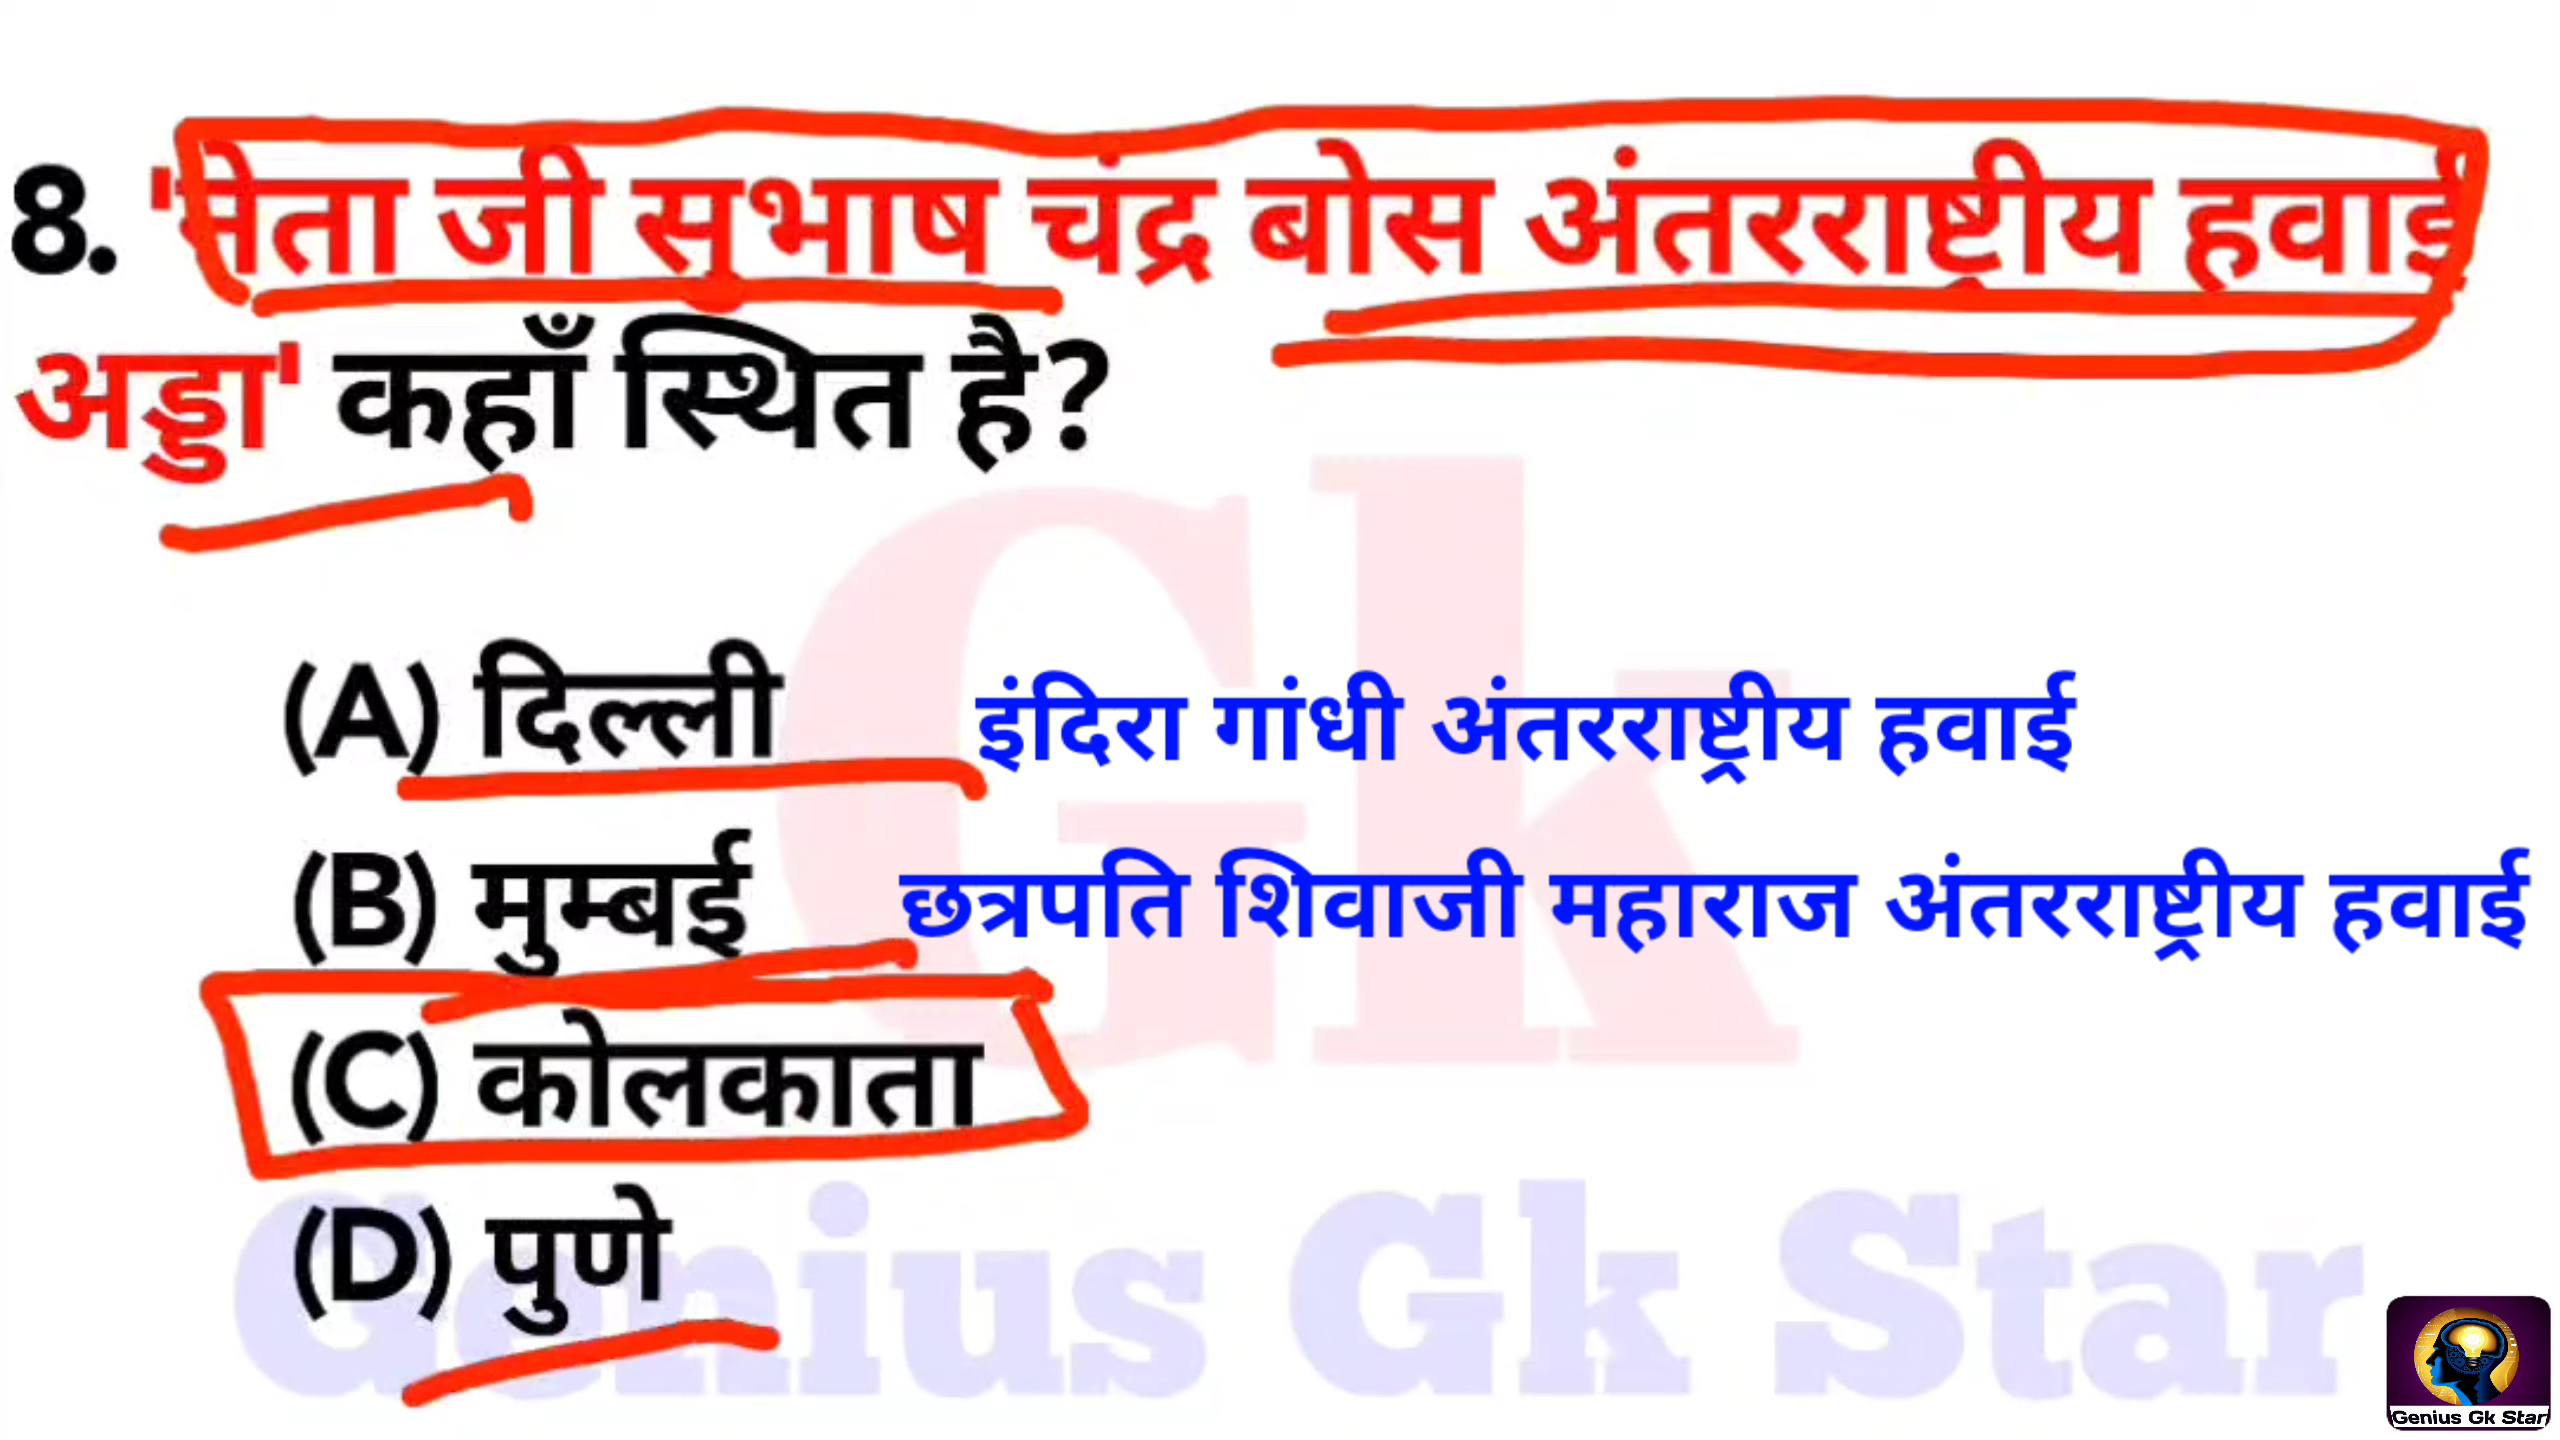 8. 'नेता जी सुभाष चंद्र बोस अंतरराष्ट्रीय हवाई
अड्डा' कहाँ स्थित है?
(A) दिल्ली इंदिरा गांधी अंतरराष्ट्रीय हवाई
(B) मुम्बई छत्रपति शिवाजी महाराज अंतरराष्ट्रीय हवाई
(C) कोलकाता
(D) पुणे
Gk
Genius Gk Star
Genius Gk Star